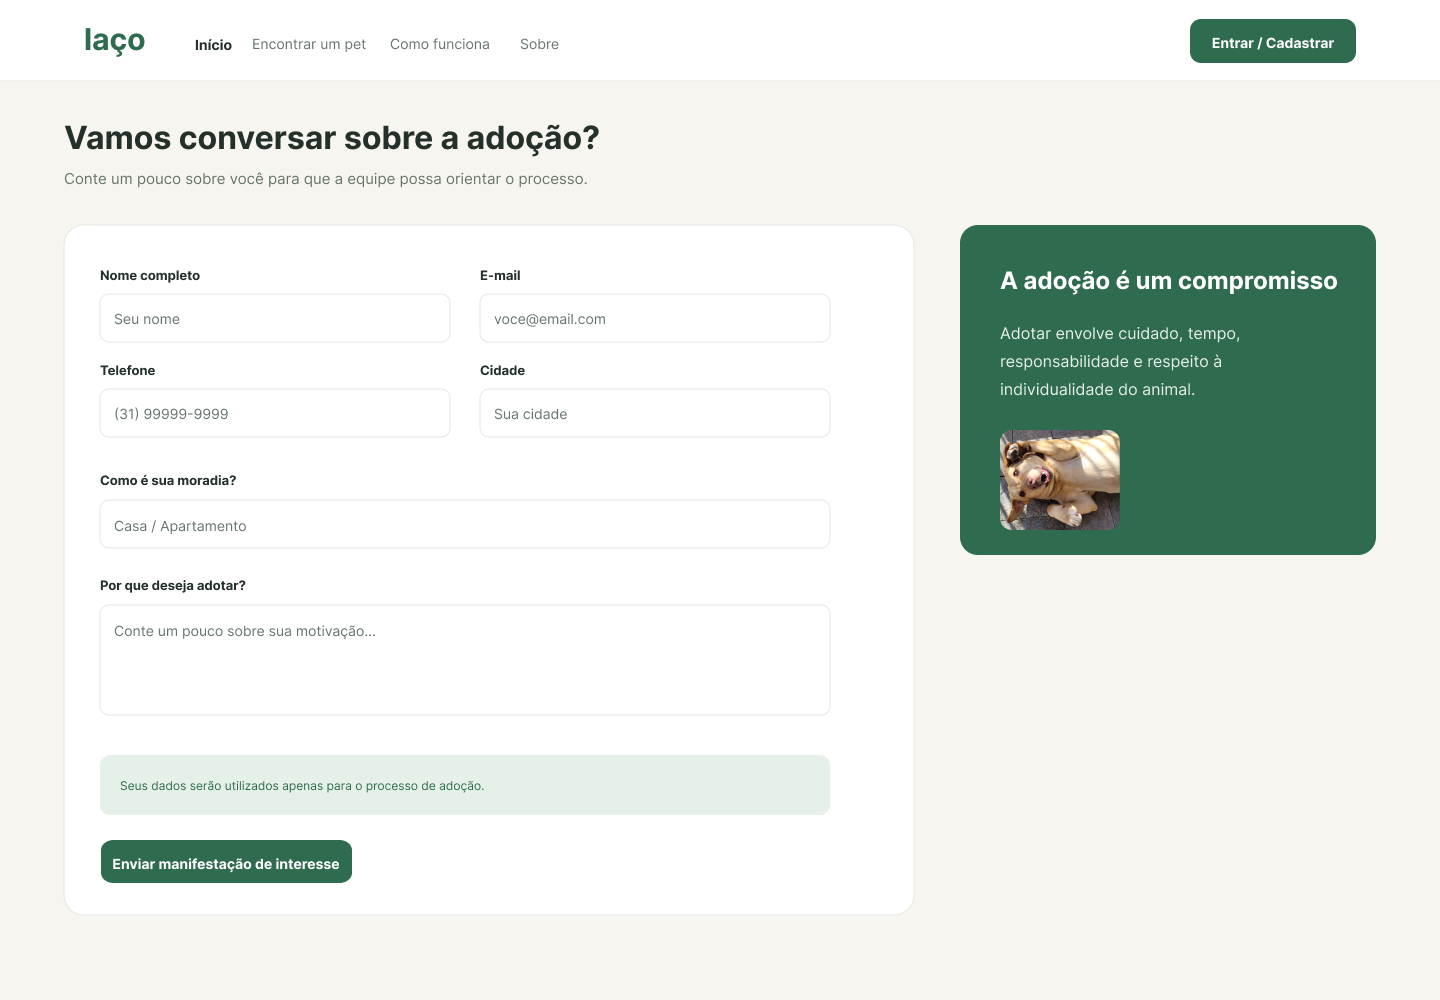 laço
Início
Encontrar um pet
Como funciona
Sobre
Entrar / Cadastrar
Vamos conversar sobre a adoção?
Conte um pouco sobre você para que a equipe possa orientar o processo.
Nome completo
E-mail
Seu nome
voce@email.com
Telefone
Cidade
(31) 99999-9999
Sua cidade
Como é sua moradia?
Casa / Apartamento
Por que deseja adotar?
Conte um pouco sobre sua motivação...
Seus dados serão utilizados apenas para o processo de adoção.
Enviar manifestação de interesse
A adoção é um compromisso
Adotar envolve cuidado, tempo,
responsabilidade e respeito à
individualidade do animal.